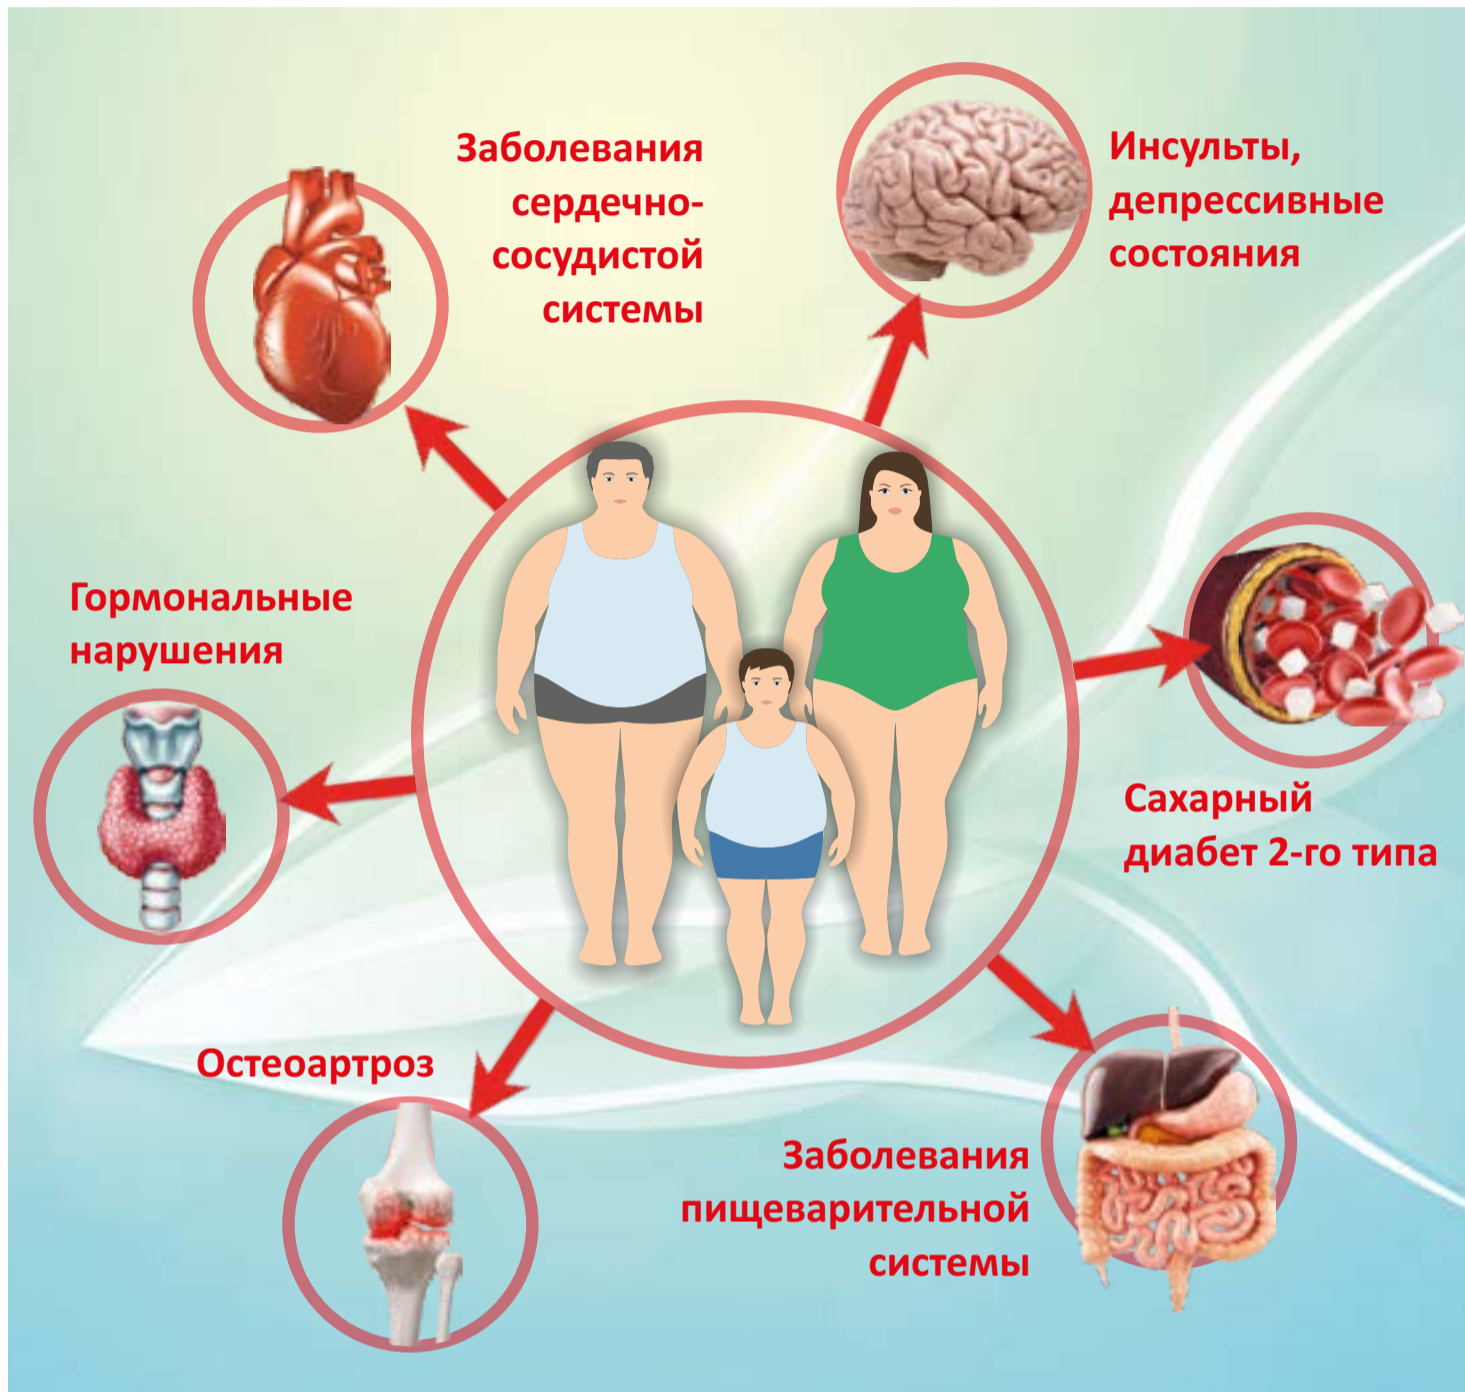 Заболевания
сердечно-
сосудистой
системы
Инсульты,
депрессивные
состояния
Гормональные
нарушения
Сахарный
диабет 2-го типа
Остеоартроз
Заболевания
пищеварительной
системы